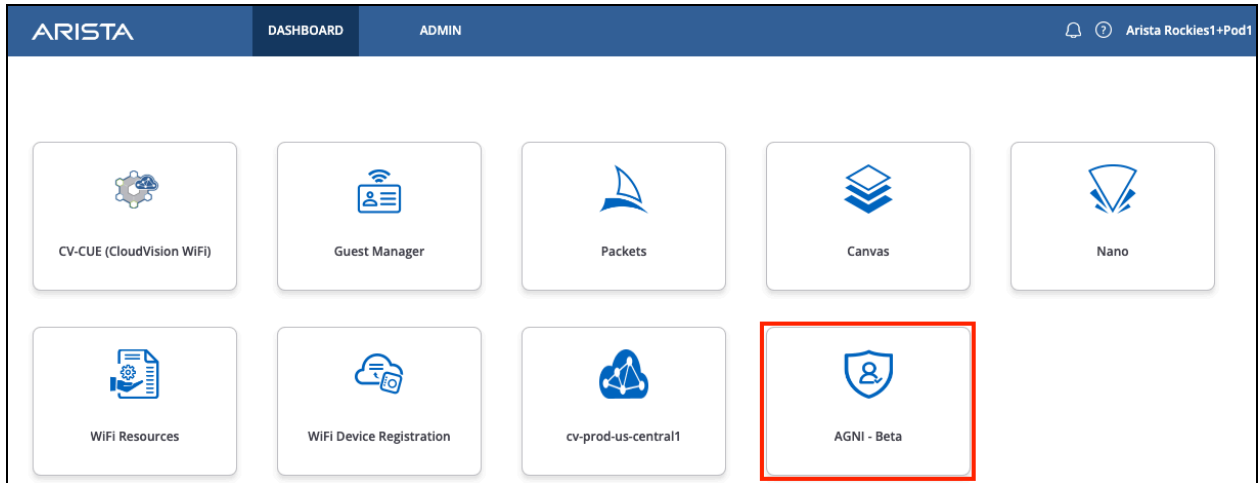 ARISTA DASHBOARD ADMIN Arista Rockies1+Pod1
CV-CUE (CloudVision WiFi) Guest Manager Packets Canvas Nano
WiFi Resources WiFi Device Registration cv-prod-us-central1 AGNI - Beta